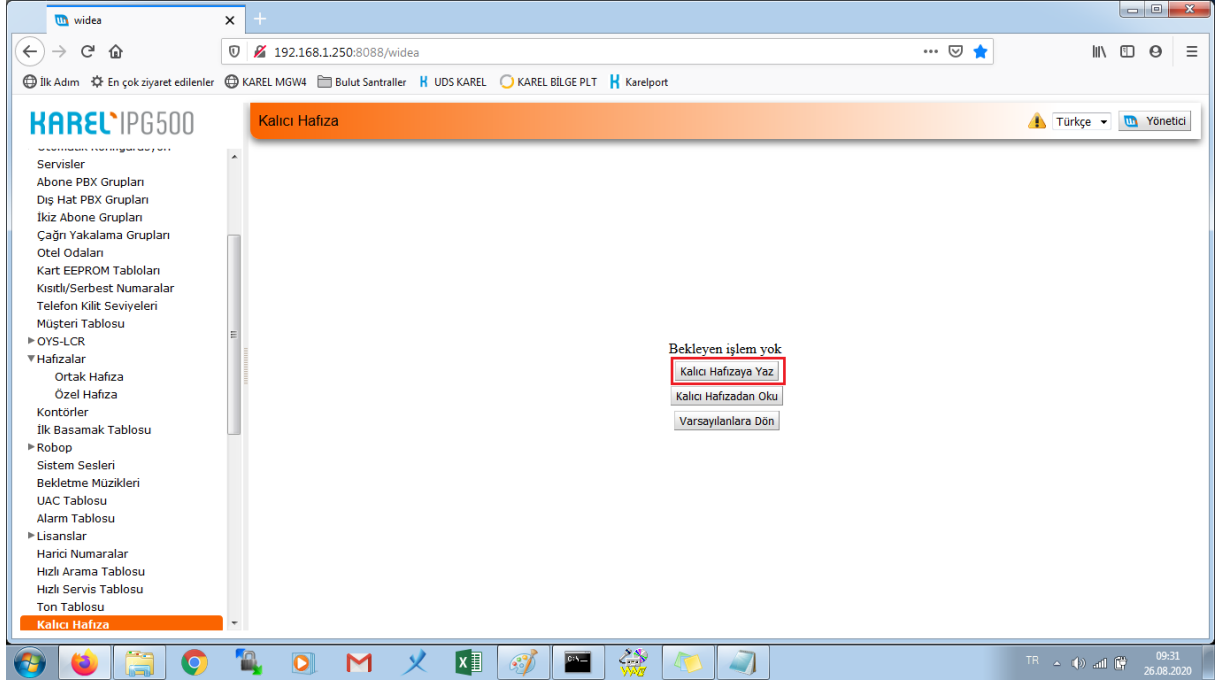 widea
192.168.1.250:8088/widea
İlk Adım En çok ziyaret edilenler KAREL MGW4 Bulut Santraller UDS KAREL KAREL BİLGE PLT Karelport
KAREL IPG500
Kalıcı Hafıza
Türkçe
Yönetici
Otomatik Konfigürasyon
Servisler
Abone PBX Grupları
Dış Hat PBX Grupları
İkiz Abone Grupları
Çağrı Yakalama Grupları
Otel Odaları
Kart EEPROM Tabloları
Kısıtlı/Serbest Numaralar
Telefon Kilit Seviyeleri
Müşteri Tablosu
OYS-LCR
Hafızalar
Ortak Hafıza
Özel Hafıza
Kontörler
İlk Basamak Tablosu
Robop
Sistem Sesleri
Bekletme Müzikleri
UAC Tablosu
Alarm Tablosu
Lisanslar
Harici Numaralar
Hızlı Arama Tablosu
Hızlı Servis Tablosu
Ton Tablosu
Kalıcı Hafıza
Bekleyen işlem yok
Kalıcı Hafızaya Yaz
Kalıcı Hafızadan Oku
Varsayılanlara Dön
TR
09:31
26.08.2020